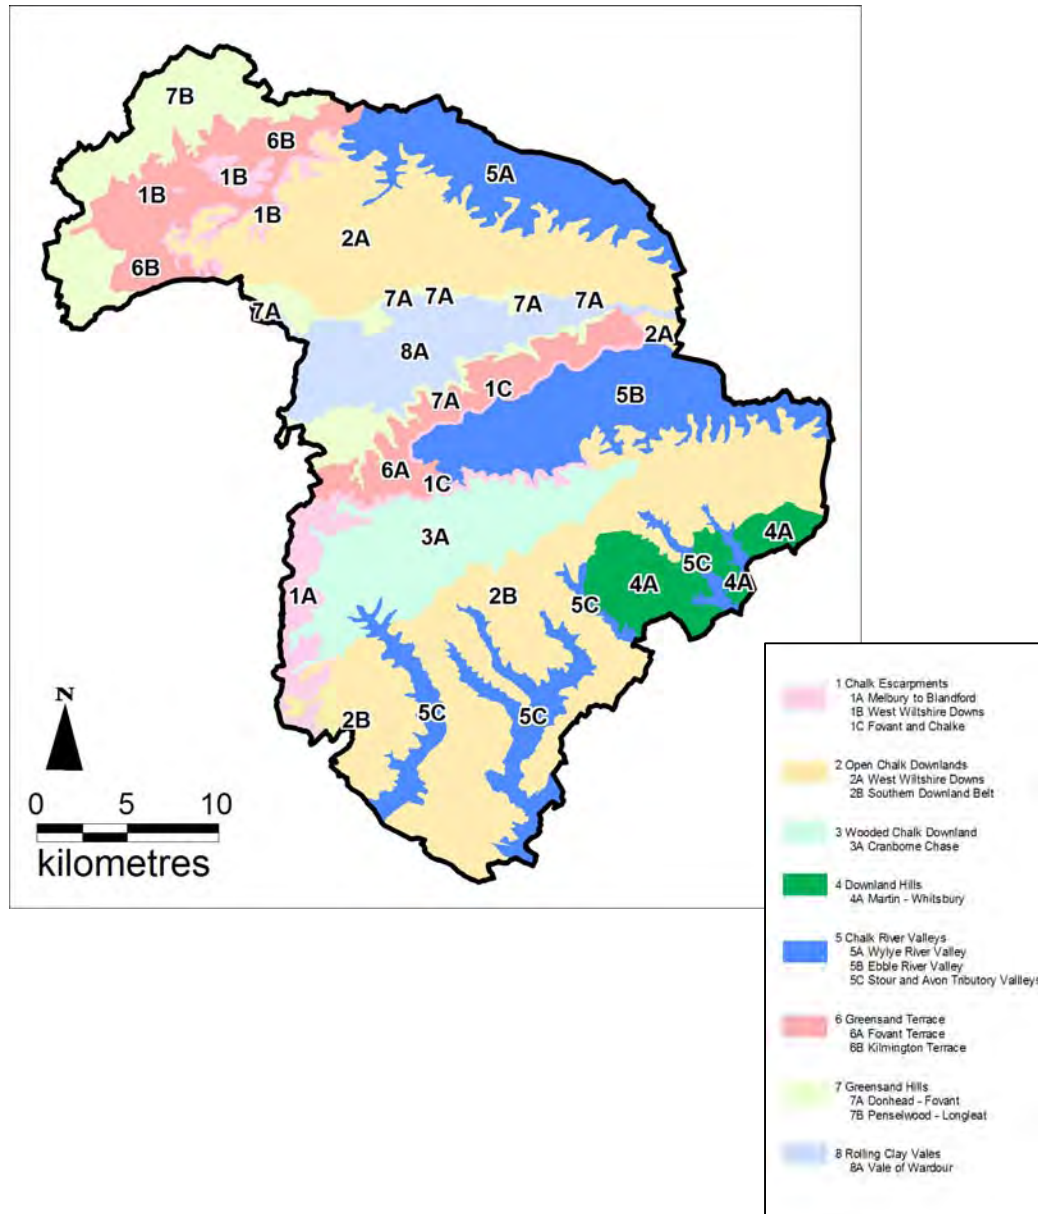 7B
6B
1B
5A
1B
1B
2A
6B
7A
7A
7A
7A
7A
2A
8A
1C
5B
7A
6A
1C
3A
4A
5C
4A
4A
2B
1A
5C
N
2B
5C
5C
0 5 10
kilometres
1 Chalk Escarpments
1A Melbury to Blandford
1B West Wiltshire Downs
1C Fovant and Chalke
2 Open Chalk Downlands
2A West Wiltshire Downs
2B Southern Downland Belt
3 Wooded Chalk Downland
3A Cranborne Chase
4 Downland Hills
4A Martin - Whitsbury
5 Chalk River Valleys
5A Wylye River Valley
5B Ebble River Valley
5C Stour and Avon Tributory Valleys
6 Greensand Terrace
6A Fovant Terrace
6B Kilmington Terrace
7 Greensand Hills
7A Donhead - Fovant
7B Penselwood - Longleat
8 Rolling Clay Vales
8A Vale of Wardour